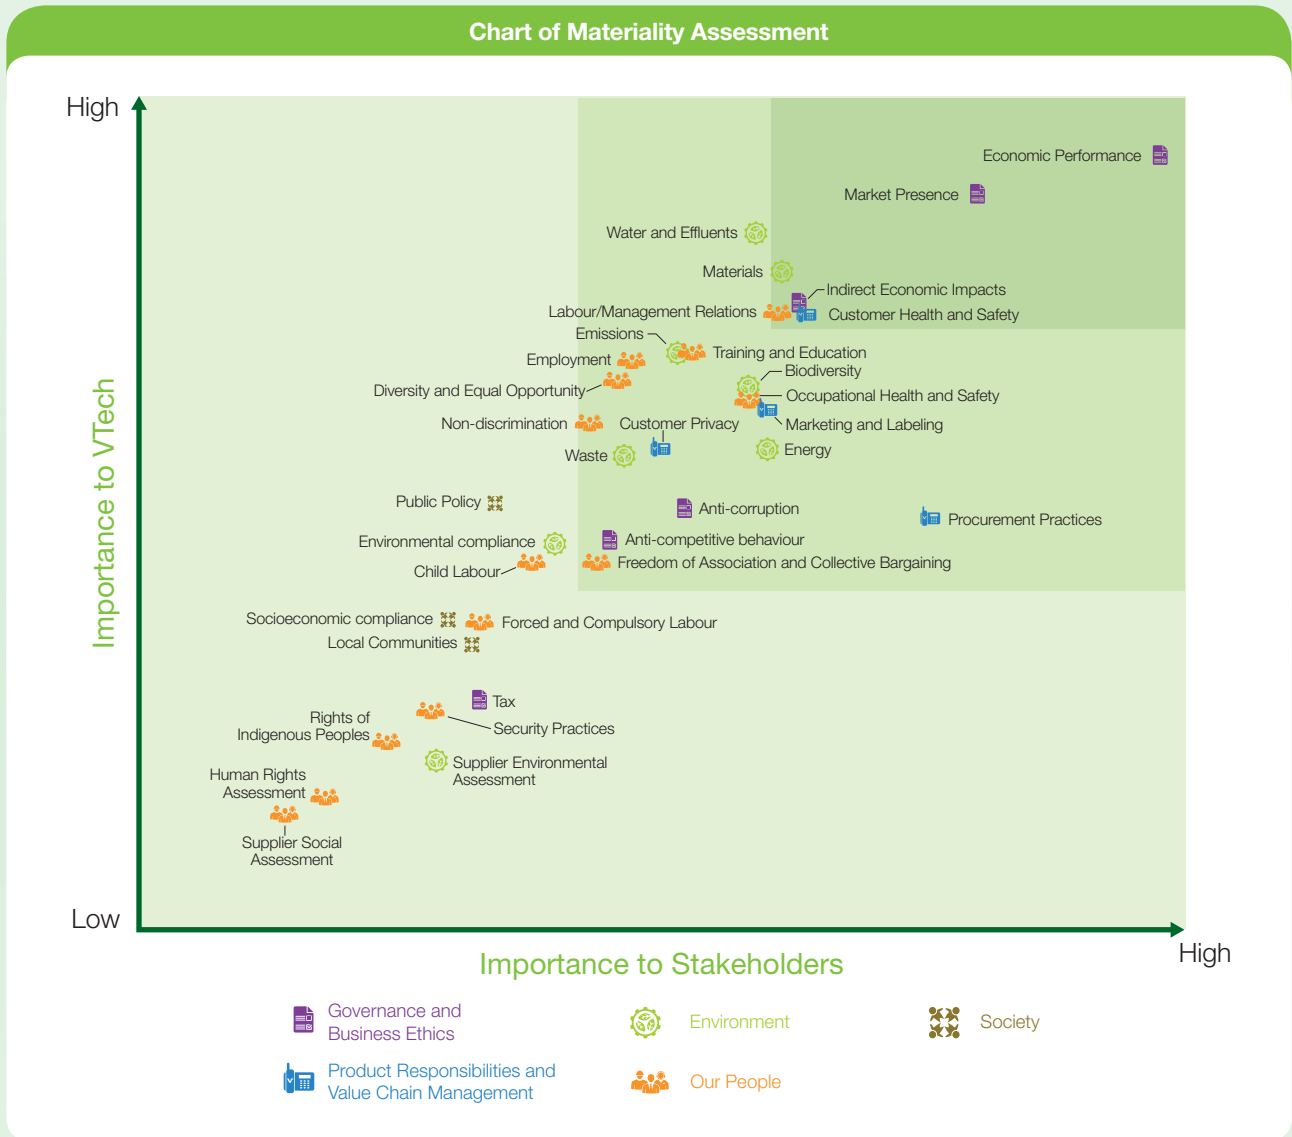 Chart of Materiality Assessment
High
Economic Performance
Market Presence
Water and Effluents
Materials
Indirect Economic Impacts
Labour/Management Relations
Customer Health and Safety
Emissions
Training and Education
Employment
Biodiversity
Diversity and Equal Opportunity
Occupational Health and Safety
Non-discrimination
Customer Privacy
Marketing and Labeling
Waste
Energy
Public Policy
Anti-corruption
Procurement Practices
Environmental compliance
Anti-competitive behaviour
Child Labour
Freedom of Association and Collective Bargaining
Socioeconomic compliance
Forced and Compulsory Labour
Local Communities
Tax
Rights of
Indigenous Peoples
Security Practices
Supplier Environmental
Assessment
Human Rights
Assessment
Supplier Social
Assessment
Importance to VTech
Low
High
Importance to Stakeholders
Governance and
Business Ethics
Environment
Society
Product Responsibilities and
Value Chain Management
Our People